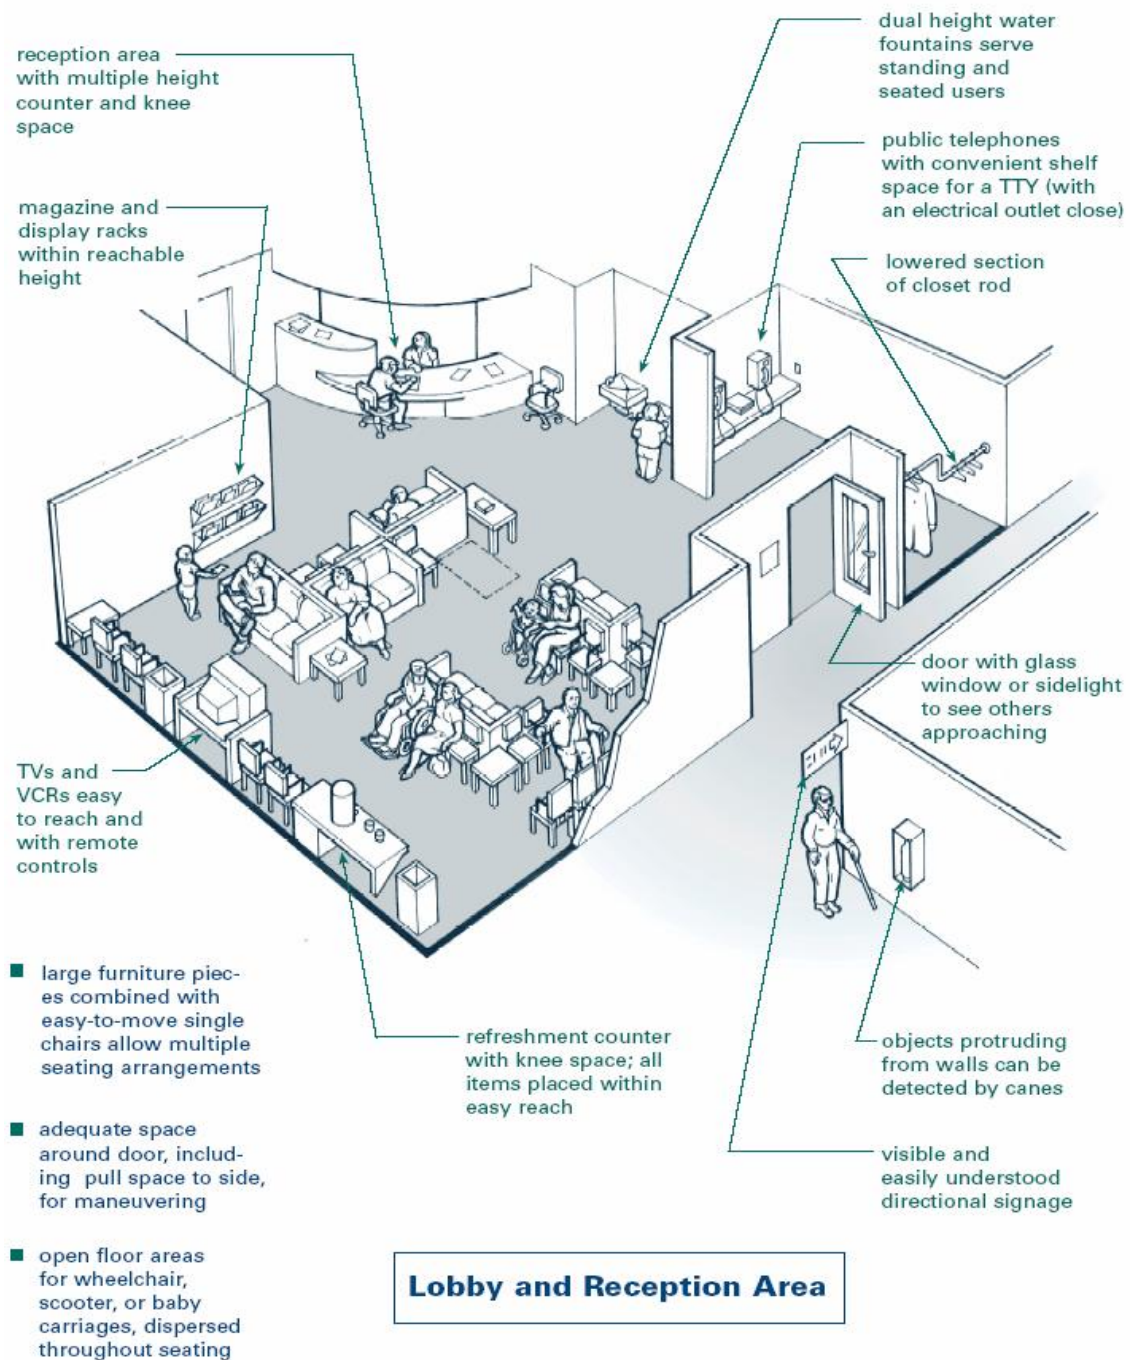 reception area
with multiple height
counter and knee
space
magazine and
display racks
within reachable
height
dual height water
fountains serve
standing and
seated users
public telephones
with convenient shelf
space for a TTY (with
an electrical outlet close)
lowered section
of closet rod
door with glass
window or sidelight
to see others
approaching
TVs and
VCRs easy
to reach and
with remote
controls
large furniture piec-
es combined with
easy-to-move single
chairs allow multiple
seating arrangements
adequate space
around door, includ-
ing pull space to side,
for maneuvering
open floor areas
for wheelchair,
scooter, or baby
carriages, dispersed
throughout seating
refreshment counter
with knee space; all
items placed within
easy reach
objects protruding
from walls can be
detected by canes
visible and
easily understood
directional signage
Lobby and Reception Area